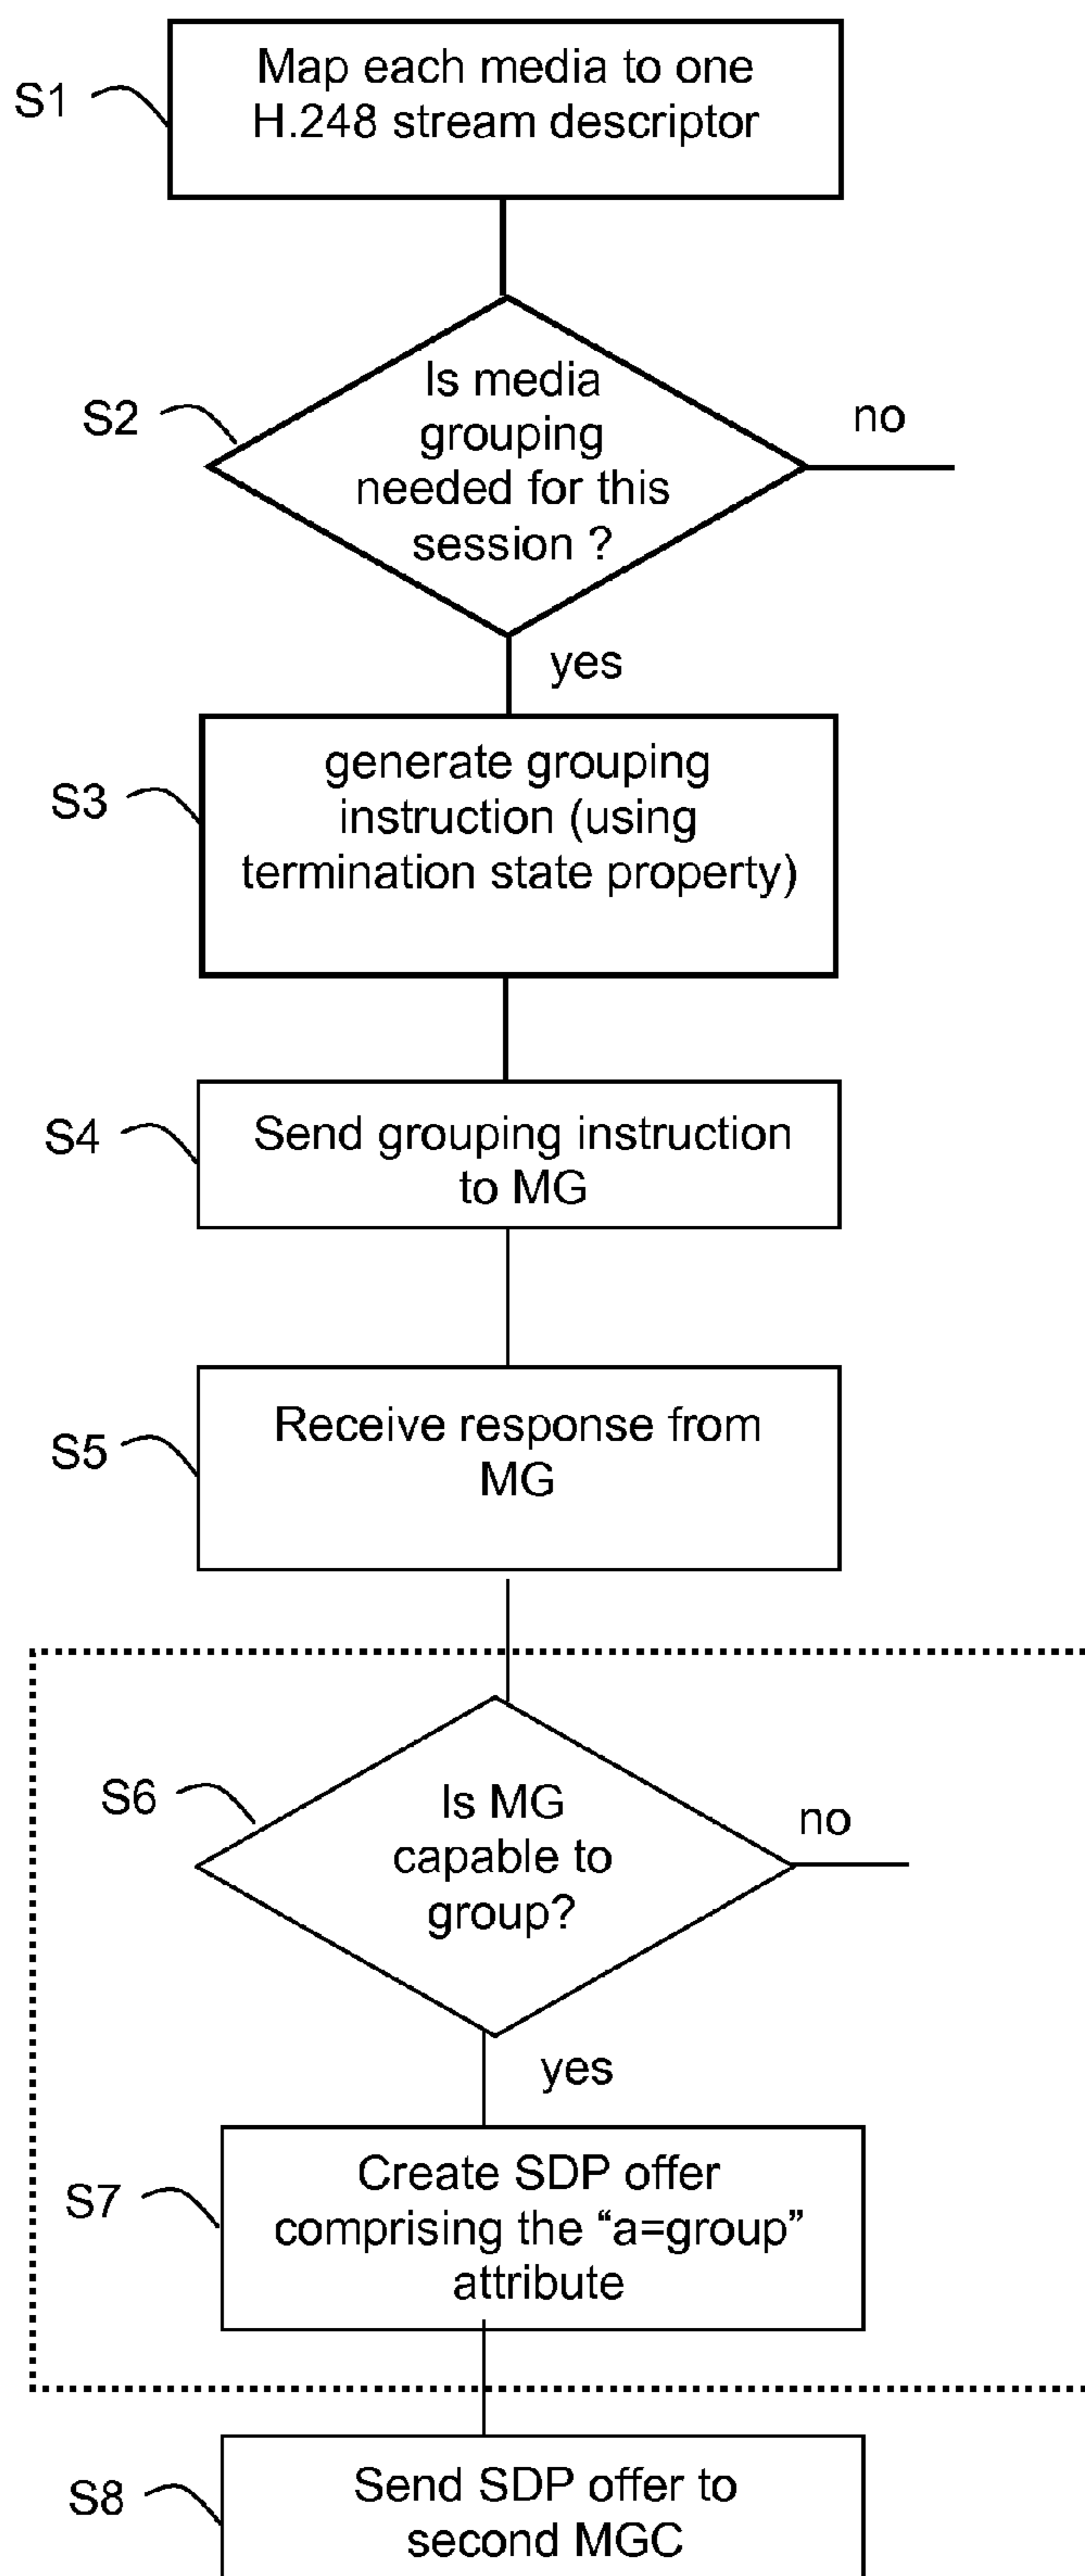 S1
Map each media to one
H.248 stream descriptor
S2
Is media
grouping
needed for this
session ?
no
yes
S3
generate grouping
instruction (using
termination state property)
S4
Send grouping instruction
to MG
S5
Receive response from
MG
S6
Is MG
capable to
group?
no
yes
S7
Create SDP offer
comprising the “a=group”
attribute
S8
Send SDP offer to
second MGC